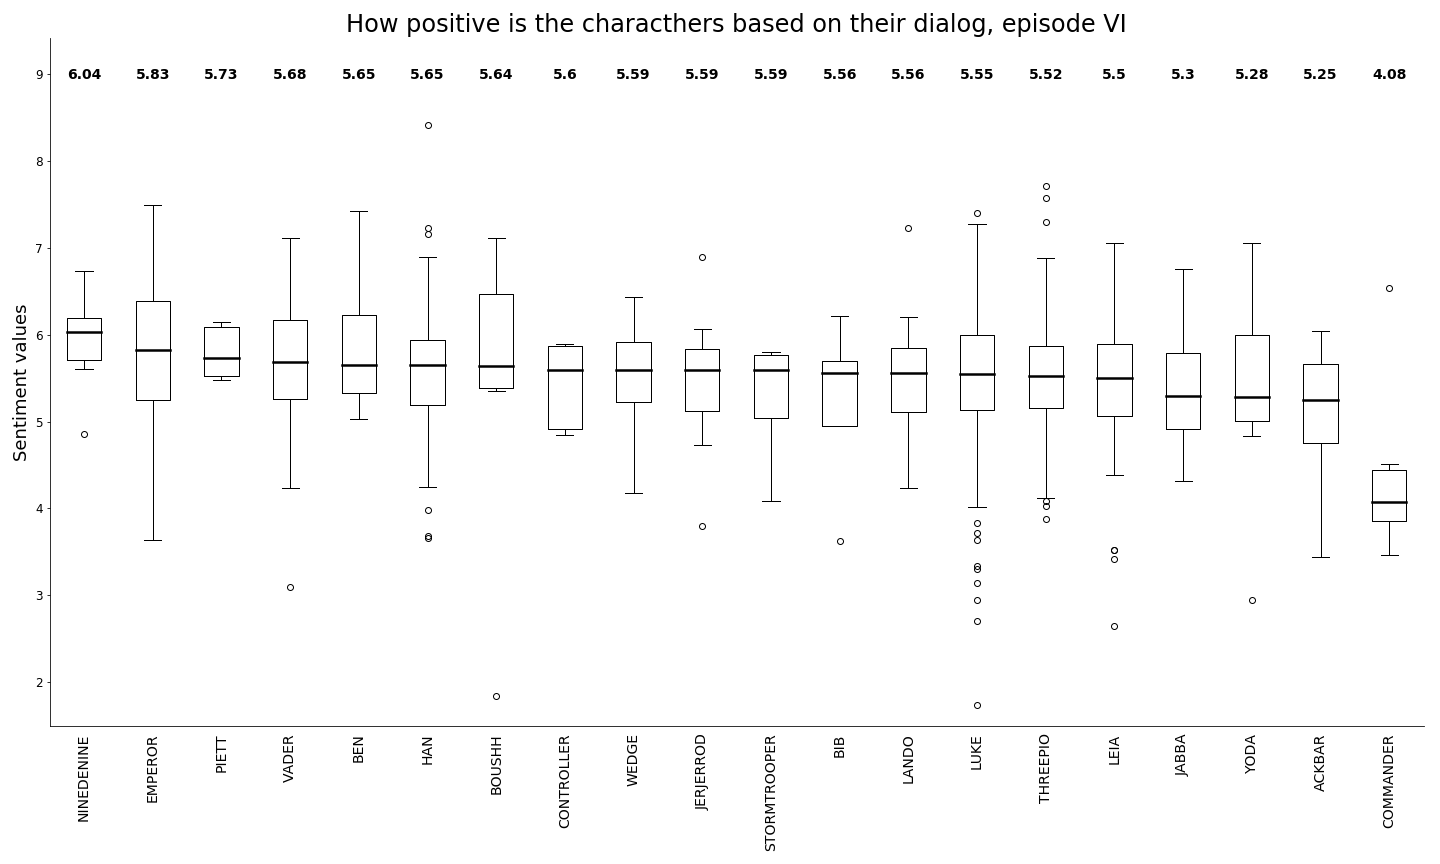 How positive is the characthers based on their dialog, episode VI
6.04 5.83 5.73 5.68 5.65 5.65 5.64 5.6 5.59 5.59 5.59 5.56 5.56 5.55 5.52 5.5 5.3 5.28 5.25 4.08
Sentiment values
9
8
7
6
5
4
3
2
NINEDENINE
EMPEROR
PIETT
VADER
BEN
HAN
BOUSHH
CONTROLLER
WEDGE
JERJERROD
STORMTROOPER
BIB
LANDO
LUKE
THREEPIO
LEIA
JABBA
YODA
ACKBAR
COMMANDER